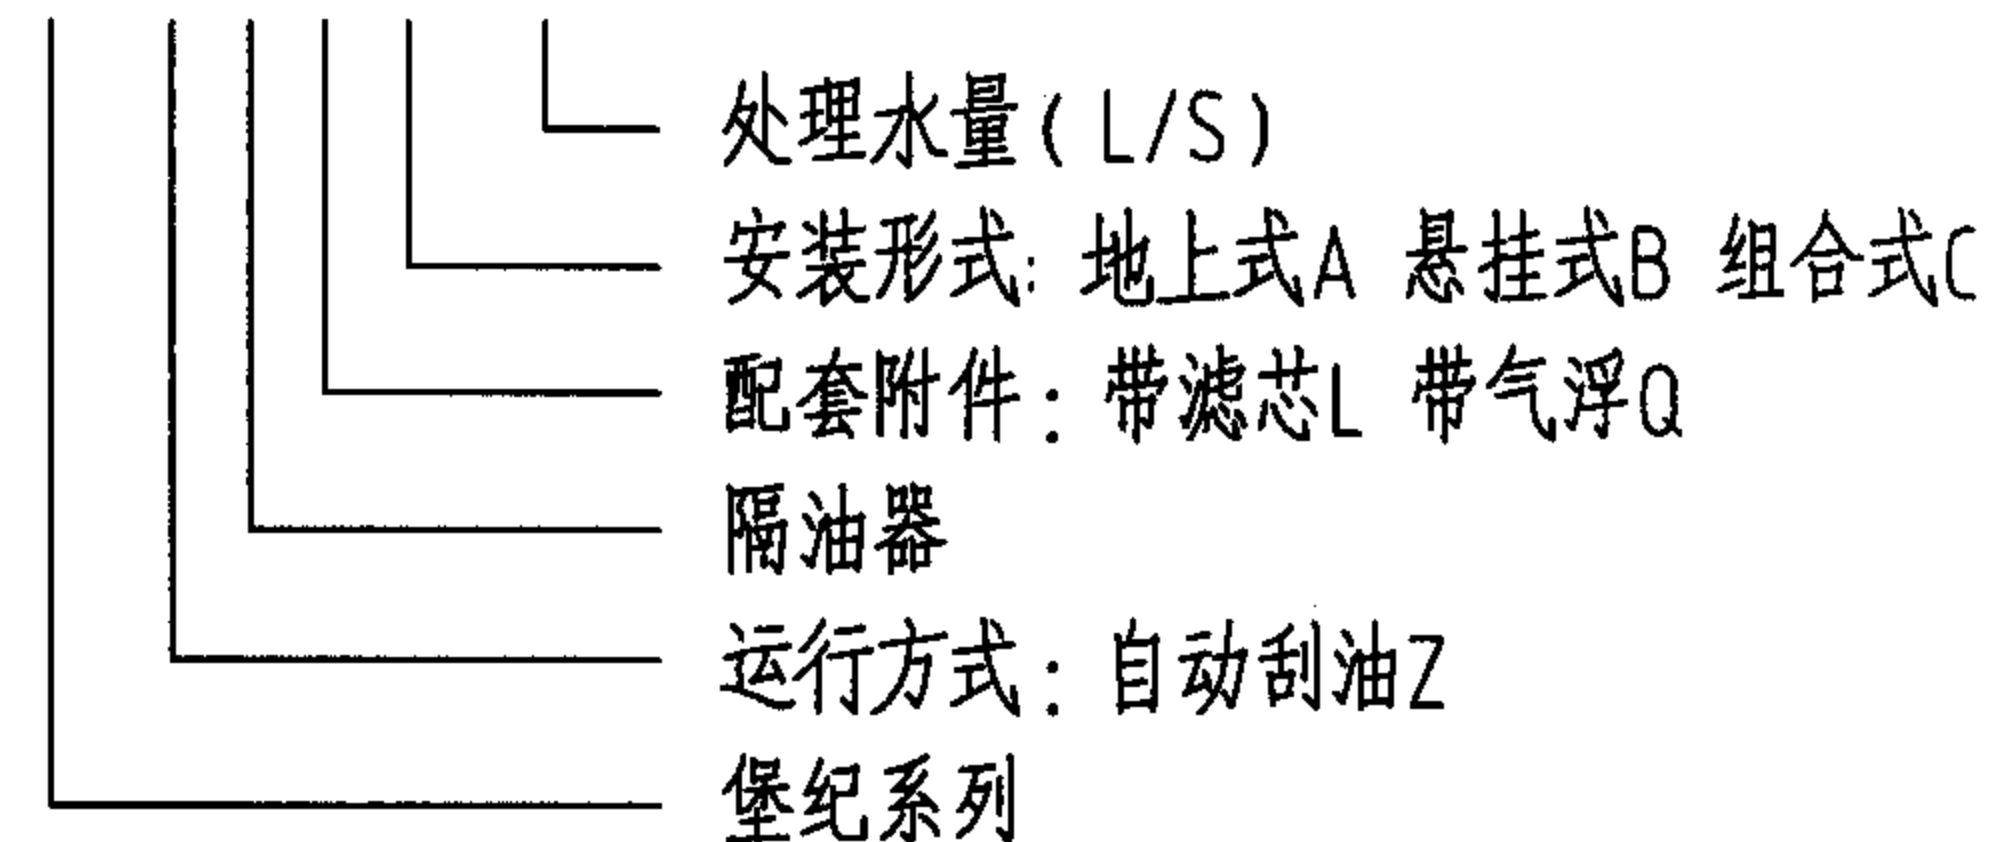 处理水量(L/S)
安装形式: 地上式A 悬挂式B 组合式C
配套附件: 带滤芯L 带气浮Q
隔油器
运行方式: 自动刮油Z
堡纪系列